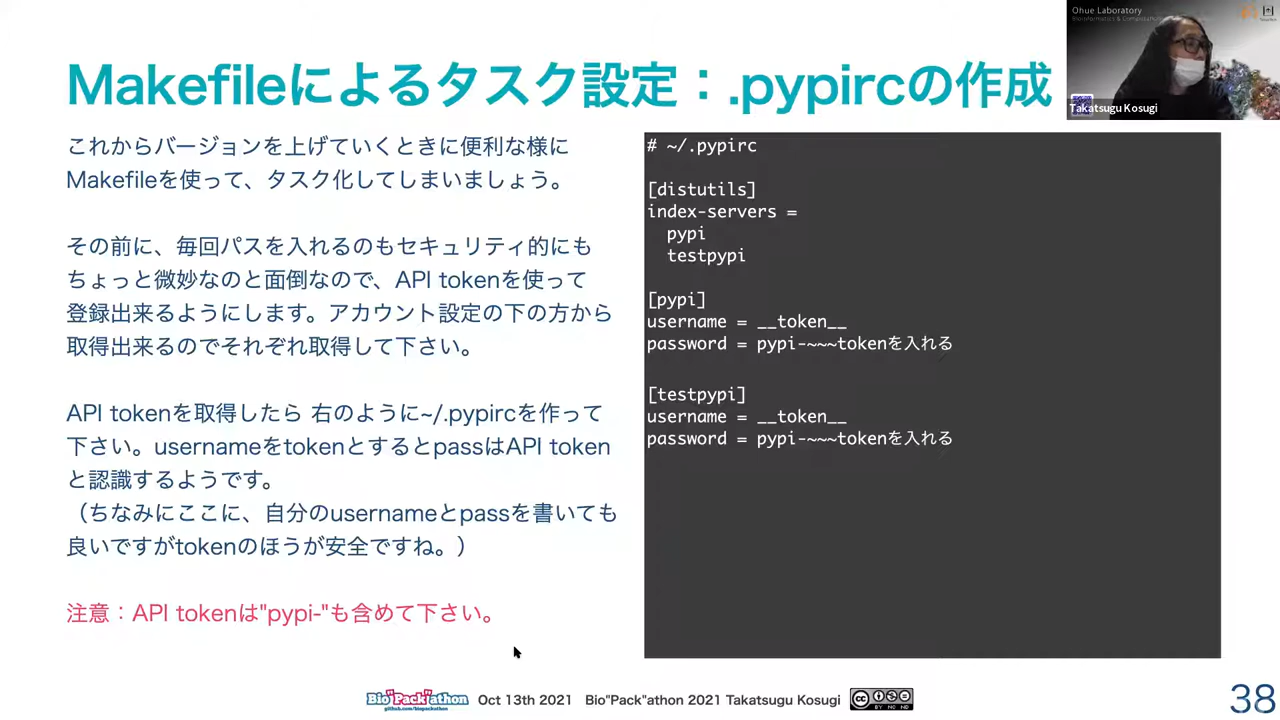 Ohue Laboratory
Makefileによるタスク設定：.pypircの作成
Takatsugu Kosugi
これからバージョンを上げていくときに便利な様に
Makefileを使って、タスク化してしまいましょう。
その前に、毎回パスを入れるのもセキュリティ的にも
ちょっと微妙なのと面倒なので、API tokenを使って
登録出来るようにします。アカウント設定の下の方から
取得出来るのでそれぞれ取得して下さい。
API tokenを取得したら 右のように~/.pypircを作って
下さい。usernameをtokenとするとpassはAPI token
と認識するようです。
（ちなみにここに、自分のusernameとpassを書いても
良いですがtokenのほうが安全ですね。）
注意：API tokenは"pypi-"も含めて下さい。
# ~/.pypirc
[distutils]
index-servers =
pypi
testpypi
[pypi]
username = __token__
password = pypi-~~~tokenを入れる
[testpypi]
username = __token__
password = pypi-~~~tokenを入れる
Bio"Pack"athon
github.com/biopackathon
Oct 13th 2021 Bio"Pack"athon 2021 Takatsugu Kosugi
BY NC ND
38